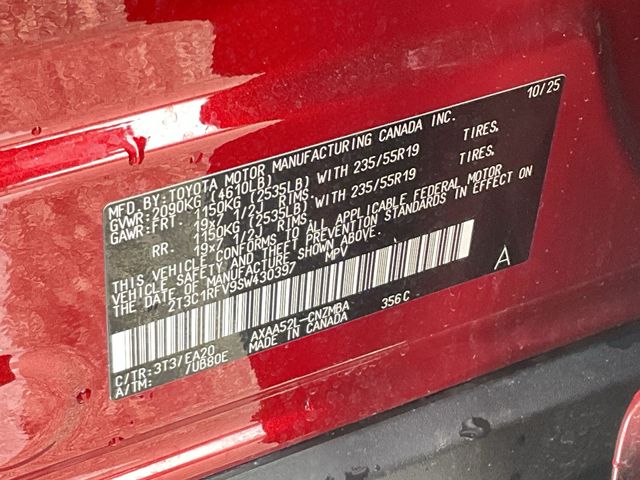 MFD.BY:TOYOTA MOTOR MANUFACTURING CANADA INC. 10/25
GVWR:2090KG (4610LB)
GAWR:FRT. 1150KG (2535LB) WITH 235/55R19 TIRES,
19X7 1/2J RIMS,
RR. 1150KG (2535LB) WITH 235/55R19 TIRES,
19X7 1/2J RIMS,
THIS VEHICLE CONFORMS TO ALL APPLICABLE FEDERAL MOTOR
VEHICLE SAFETY AND THEFT PREVENTION STANDARDS IN EFFECT ON
THE DATE OF MANUFACTURE SHOWN ABOVE.
2T3C1RFV9SW430397 MPV
A
AXAA52L-CNZMBA 356C
C/TR:3T3/EA20 MADE IN CANADA
A/TM: /UB80E